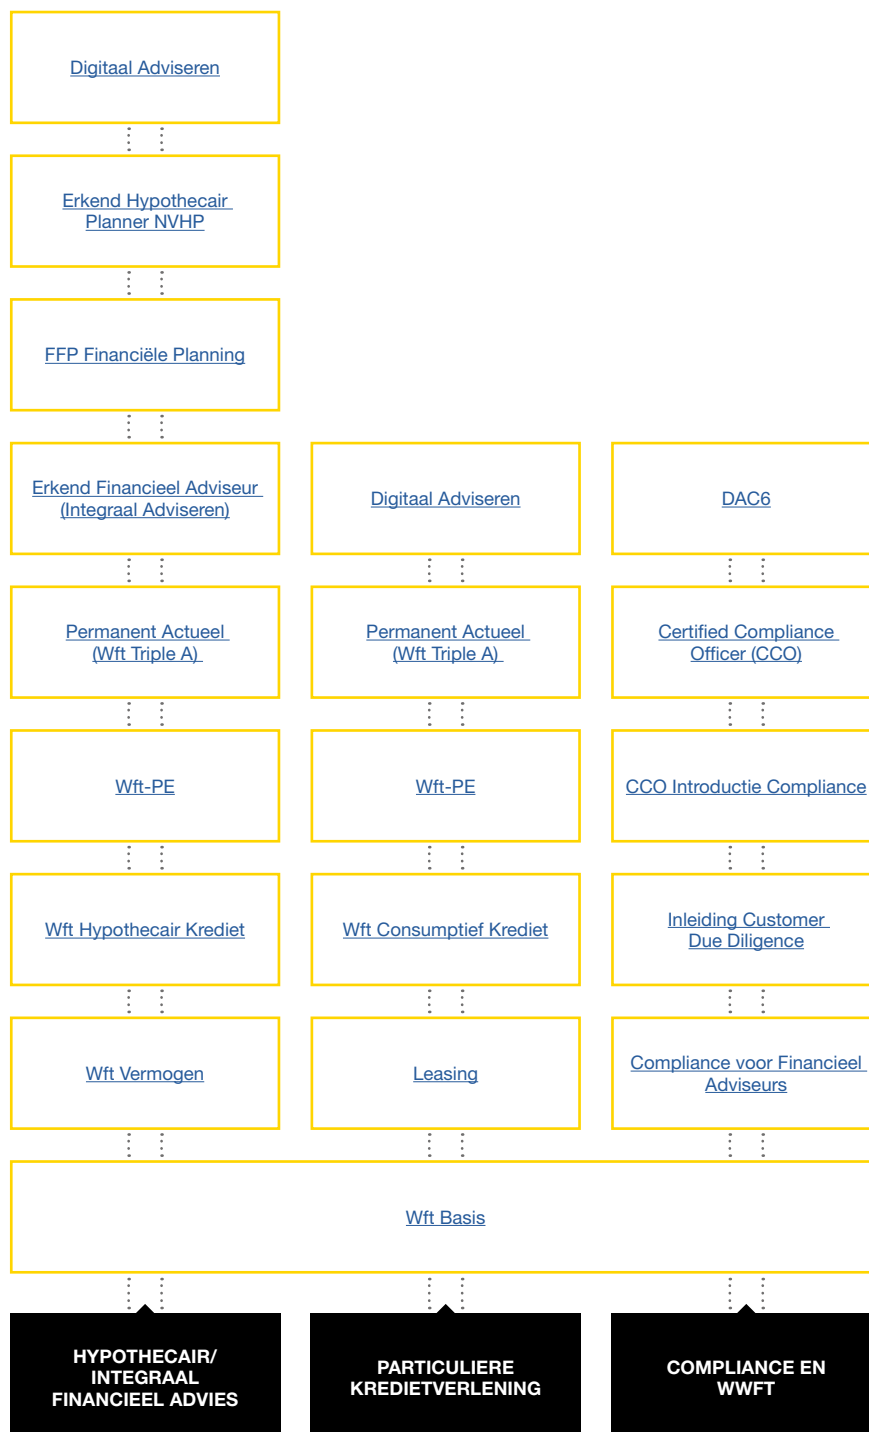 Digitaal Adviseren
Erkend Hypothecair
Planner NVHP
FFP Financiële Planning
Erkend Financieel Adviseur
(Integraal Adviseren)
Digitaal Adviseren
DAC6
Permanent Actueel
(Wft Triple A)
Permanent Actueel
(Wft Triple A)
Certified Compliance
Officer (CCO)
Wft-PE
Wft-PE
CCO Introductie Compliance
Wft Hypothecair Krediet
Wft Consumptief Krediet
Inleiding Customer
Due Diligence
Wft Vermogen
Leasing
Compliance voor Financieel
Adviseurs
Wft Basis
HYPOTHECAIR/
INTEGRAAL
FINANCIEEL ADVIES
PARTICULIERE
KREDIETVERLENING
COMPLIANCE EN
WWFT